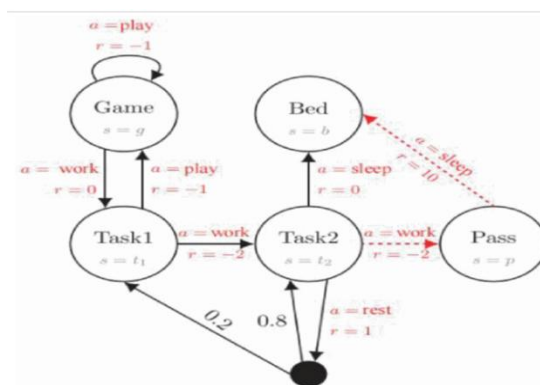 a = play
r = −1
Game
s = g
Bed
s = b
a = work
r = 0
a = play
r = −1
a = sleep
r = 0
a = sleep
r = 10
Task1
s = t₁
a = work
r = −2
Task2
s = t₂
a = work
r = −2
Pass
s = p
0.2
0.8
a = rest
r = 1